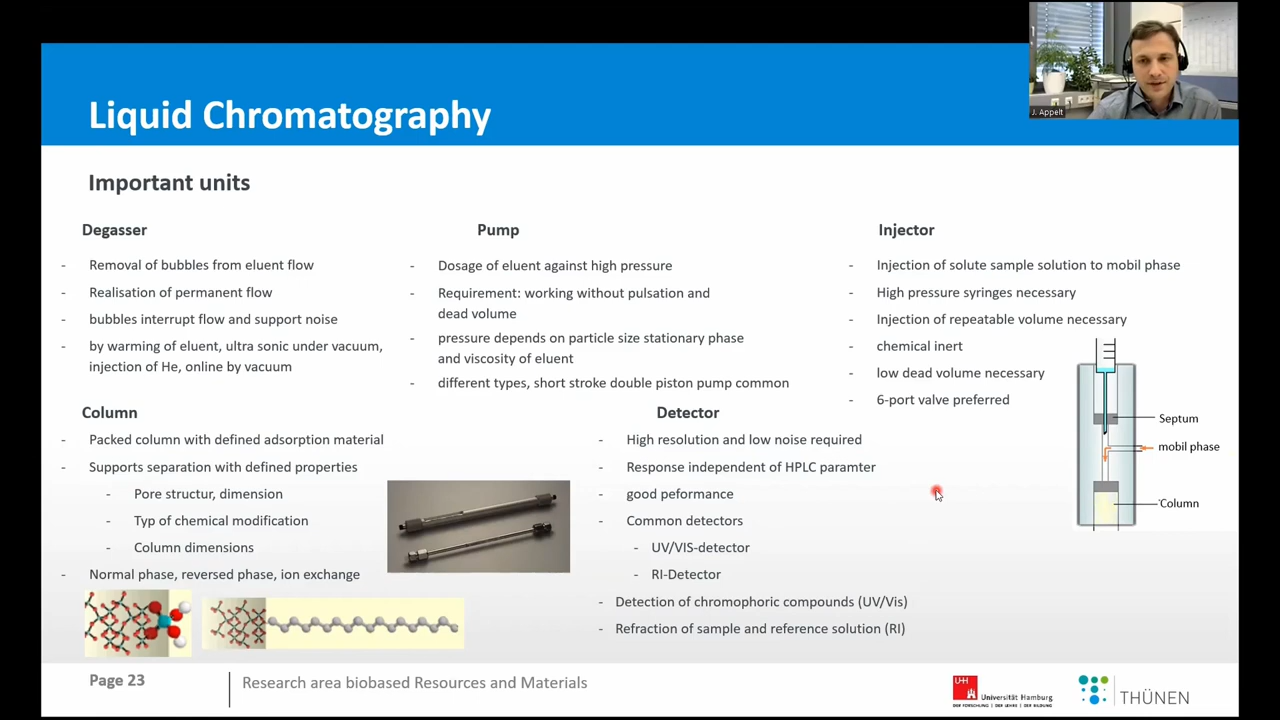 J. Appelt
Liquid Chromatography
Important units
Degasser
- Removal of bubbles from eluent flow
- Realisation of permanent flow
- bubbles interrupt flow and support noise
- by warming of eluent, ultra sonic under vacuum,
injection of He, online by vacuum
Pump
- Dosage of eluent against high pressure
- Requirement: working without pulsation and
dead volume
- pressure depends on particle size stationary phase
and viscosity of eluent
- different types, short stroke double piston pump common
Injector
- Injection of solute sample solution to mobil phase
- High pressure syringes necessary
- Injection of repeatable volume necessary
- chemical inert
- low dead volume necessary
- 6-port valve preferred
Septum
mobil phase
Column
Column
- Packed column with defined adsorption material
- Supports separation with defined properties
- Pore structur, dimension
- Typ of chemical modification
- Column dimensions
- Normal phase, reversed phase, ion exchange
Detector
- High resolution and low noise required
- Response independent of HPLC paramter
- good peformance
- Common detectors
- UV/VIS-detector
- RI-Detector
- Detection of chromophoric compounds (UV/Vis)
- Refraction of sample and reference solution (RI)
Page 23
Research area biobased Resources and Materials
UH
Universität Hamburg
DER FORSCHUNG | DER LEHRE | DER BILDUNG
THÜNEN